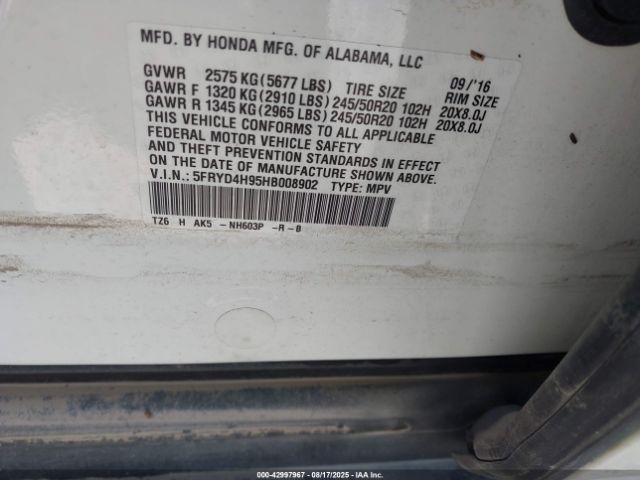 MFD. BY HONDA MFG. OF ALABAMA, LLC
GVWR 2575 KG (5677 LBS) TIRE SIZE 09/'16 RIM SIZE
GAWR F 1320 KG (2910 LBS) 245/50R20 102H 20X8.0J
GAWR R 1345 KG (2965 LBS) 245/50R20 102H 20X8.0J
THIS VEHICLE CONFORMS TO ALL APPLICABLE
FEDERAL MOTOR VEHICLE SAFETY
AND THEFT PREVENTION STANDARDS IN EFFECT
ON THE DATE OF MANUFACTURE SHOWN ABOVE.
V.I.N.: 5FRYD4H95HB008902 TYPE: MPV
TZ6 H AK5 -NH603P -R-B
000-42997967 - 08/17/2025 - IAA Inc.